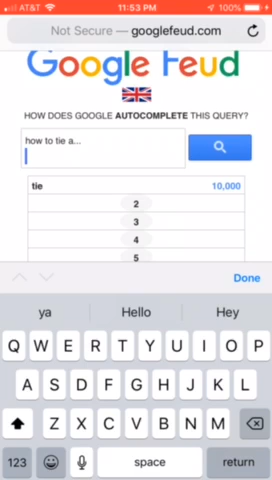 AT&T 11:53 PM 100%
Not Secure — googlefeud.com
Google Feud
HOW DOES GOOGLE AUTOCOMPLETE THIS QUERY?
how to tie a...
tie 10,000
2
3
4
5
Done
ya Hello Hey
Q W E R T Y U I O P
A S D F G H J K L
Z X C V B N M
123 space return